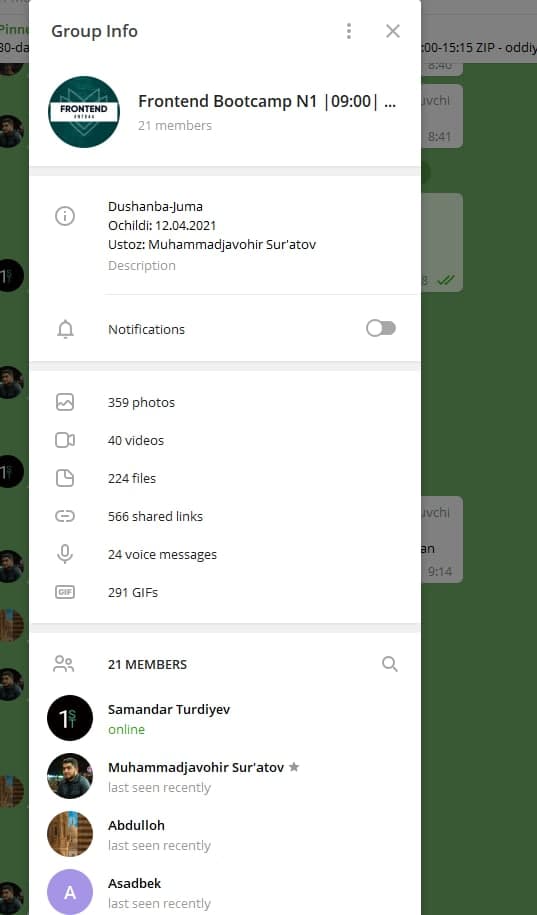 Group Info
Pinne
30-da
:00-15:15 ZIP - oddiy
8:40
Frontend Bootcamp N1 |09:00| ...
21 members
FRONTEND
uvchi
8:41
Dushanba-Juma
Ochildi: 12.04.2021
Ustoz: Muhammadjavohir Sur'atov
Description
8
Notifications
359 photos
40 videos
224 files
566 shared links
uvchi
24 voice messages
an
9:14
GIF
291 GIFs
21 MEMBERS
Samandar Turdiyev
online
Muhammadjavohir Sur'atov
last seen recently
Abdulloh
last seen recently
A
Asadbek
last seen recently